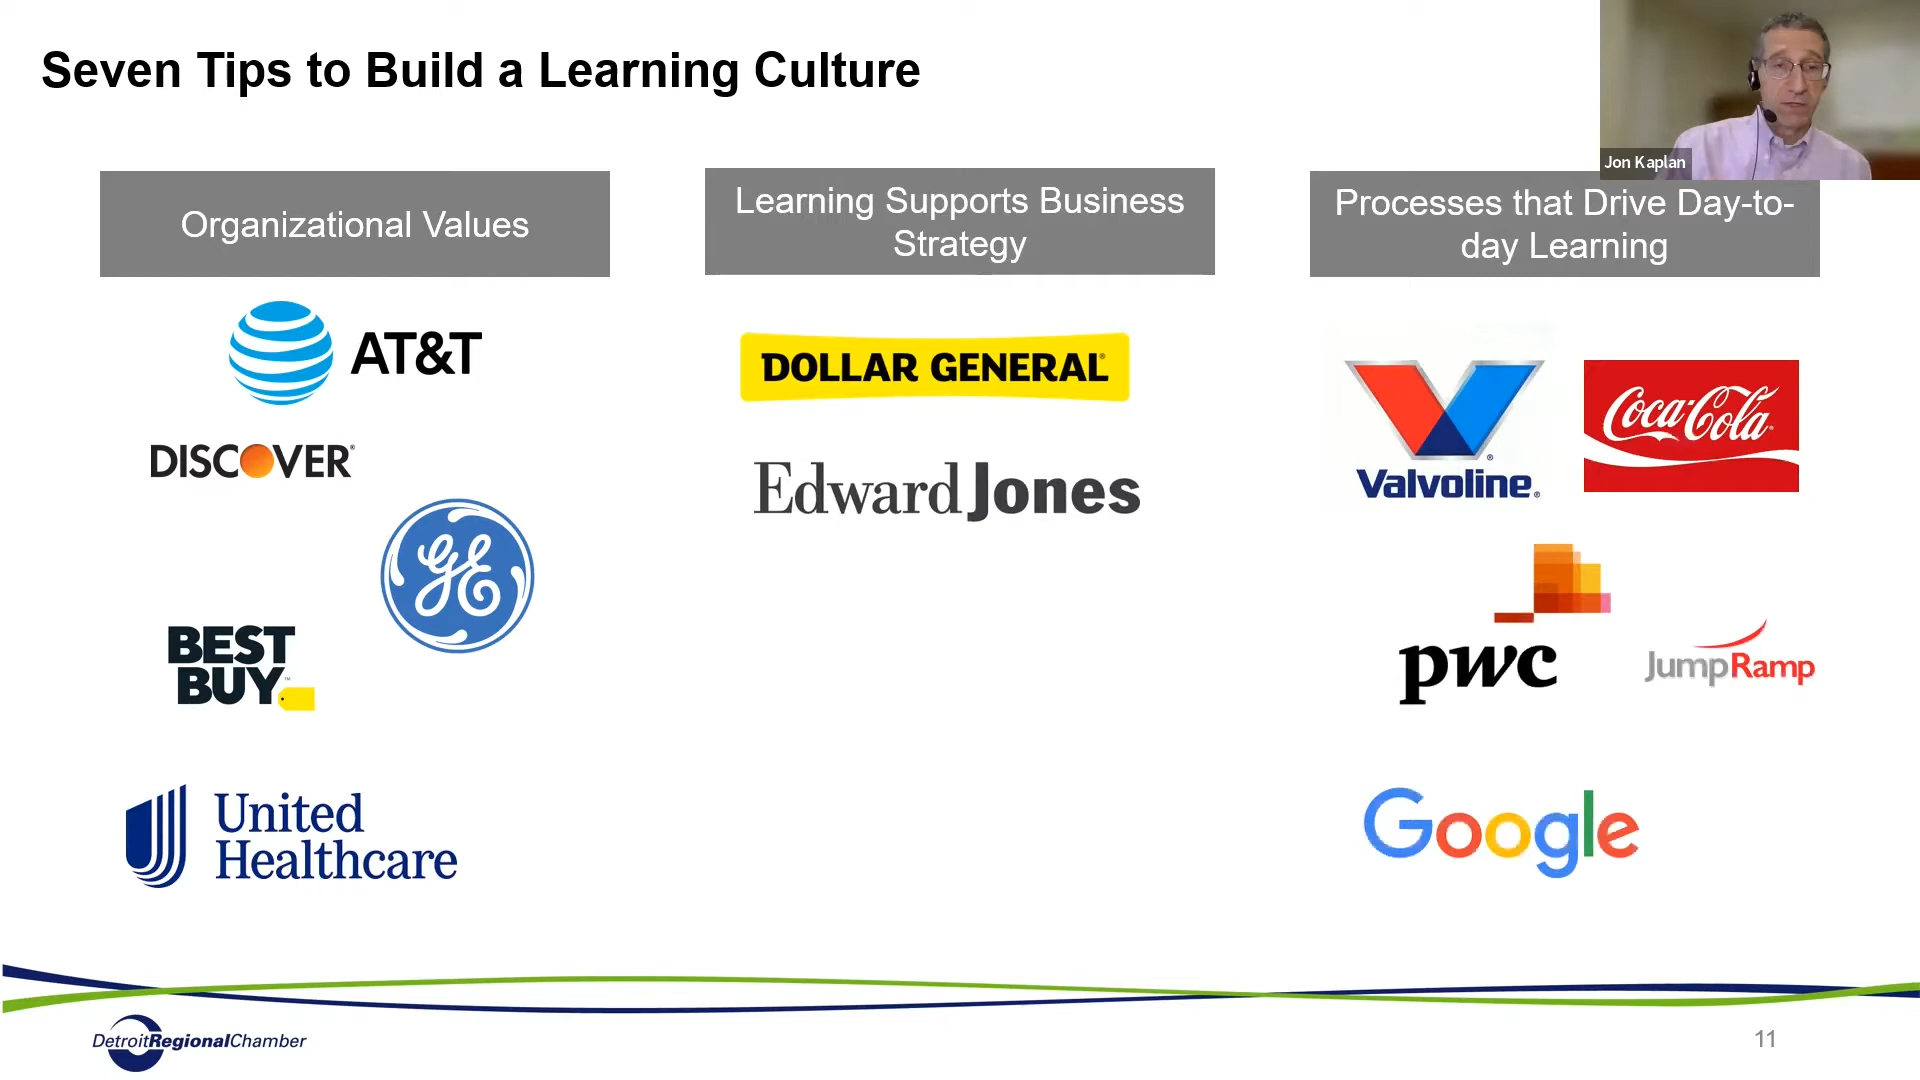 Seven Tips to Build a Learning Culture
Jon Kaplan
Organizational Values
Learning Supports Business
Strategy
Processes that Drive Day-to-
day Learning
AT&T
DISCOVER
GE
BEST
BUY
United
Healthcare
DOLLAR GENERAL
Edward Jones
Valvoline
Coca-Cola
pwc
JumpRamp
Google
DetroitRegionalChamber
11